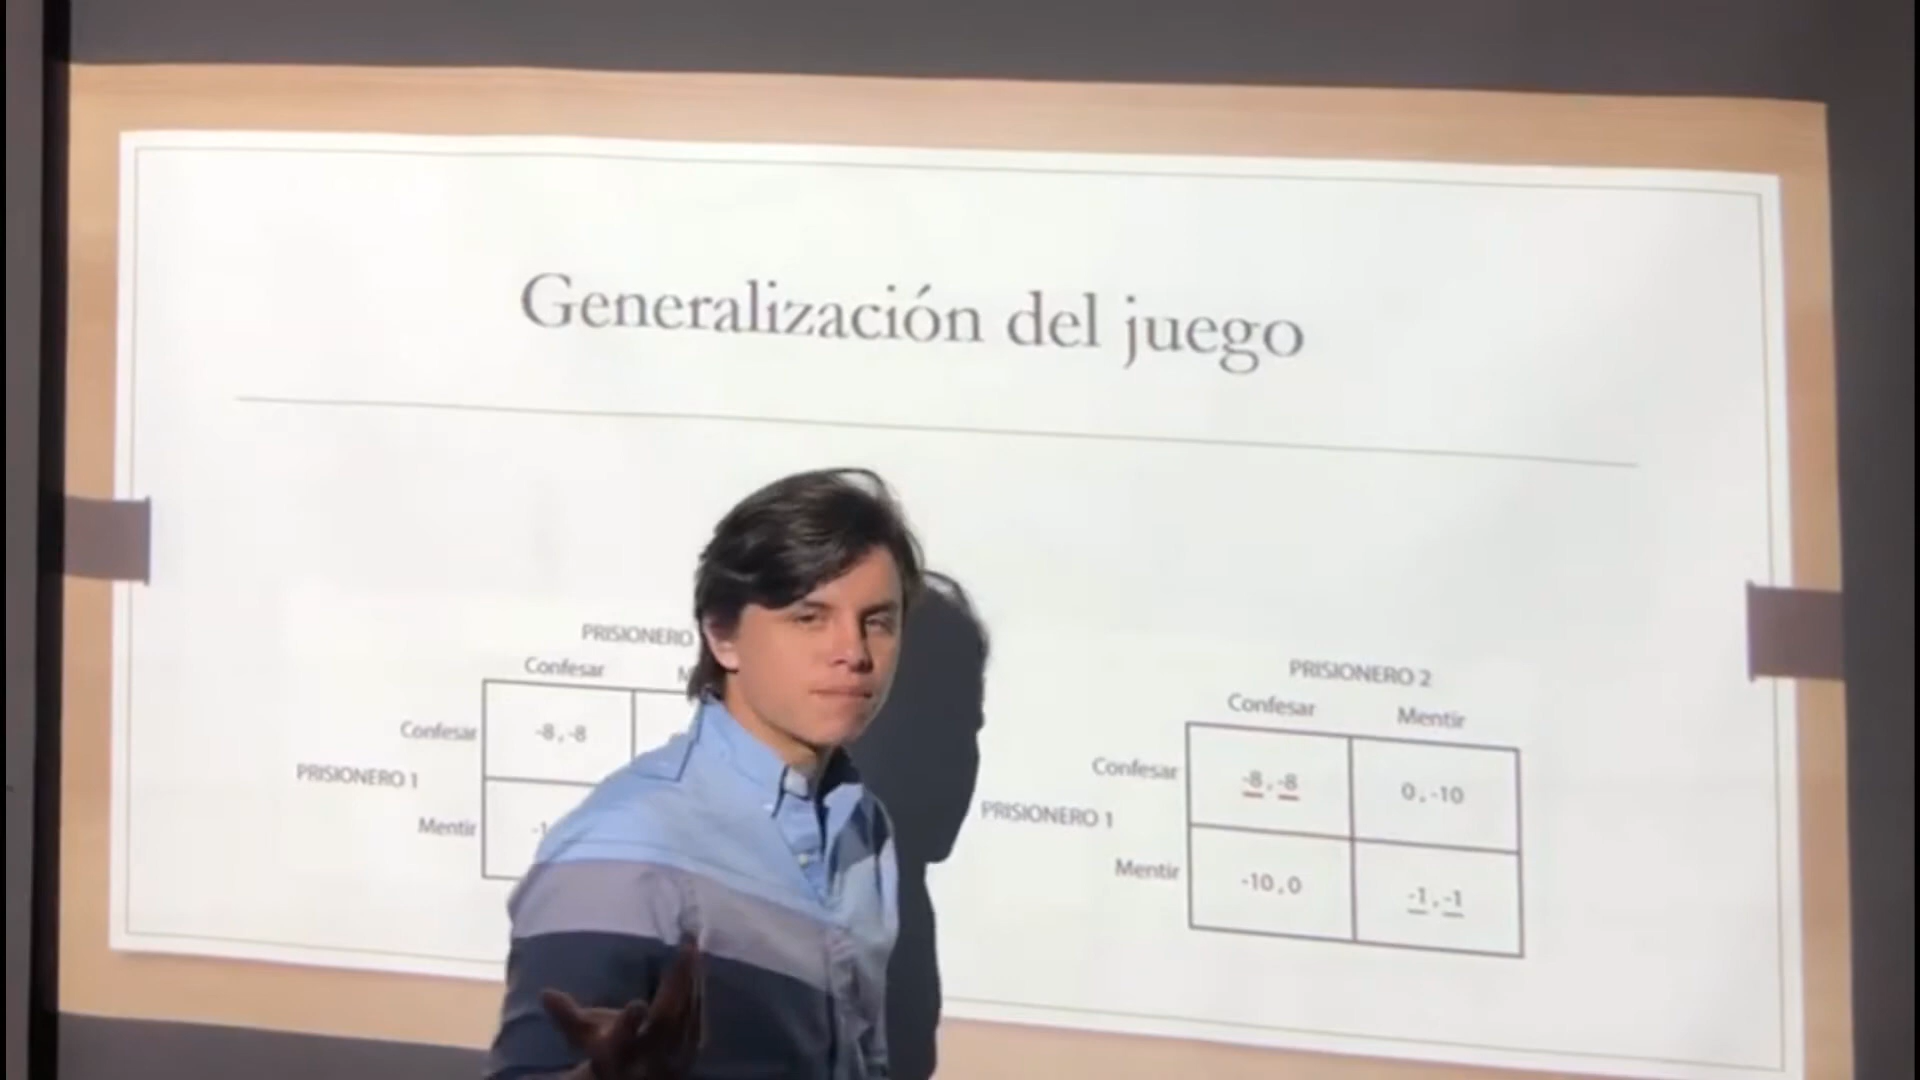 Generalización del juego
PRISIONERO
Confesar
Confesar
-8 , -8
PRISIONERO 1
Mentir
PRISIONERO 2
Confesar
Mentir
Confesar
-8 , -8
0 , -10
PRISIONERO 1
Mentir
-10 , 0
-1 , -1